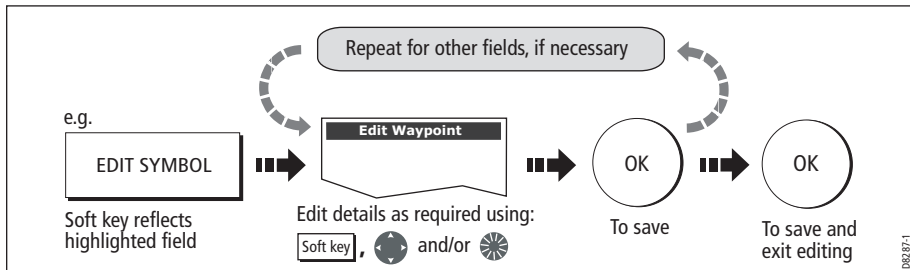 Repeat for other fields, if necessary
e.g.
EDIT SYMBOL
Soft key reflects
highlighted field
Edit Waypoint
Edit details as required using:
Soft key , and/or
OK
To save
OK
To save and
exit editing
D8287-1